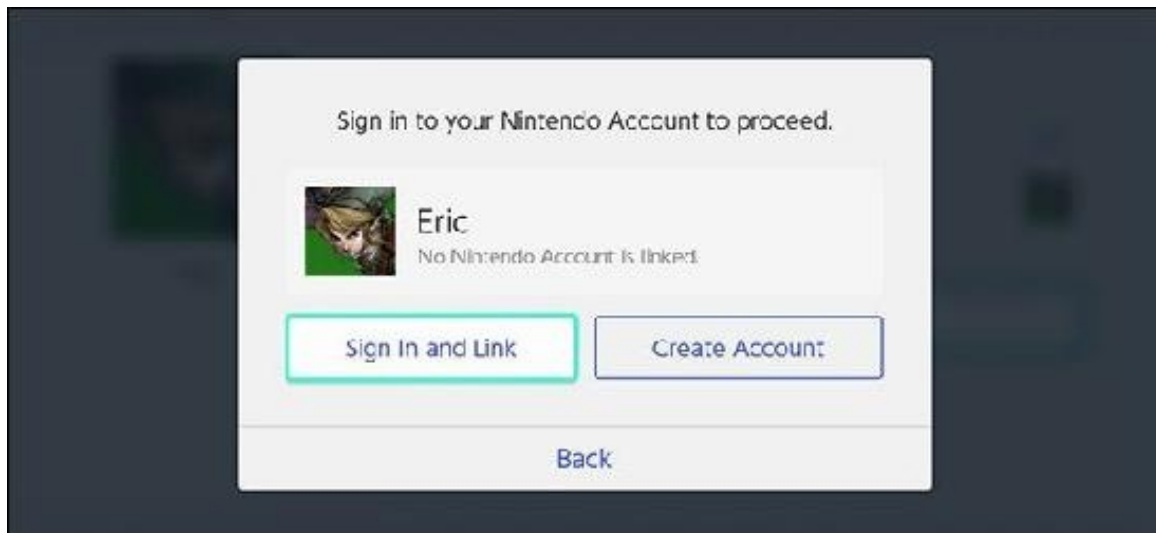 Sign in to your Nintendo Account to proceed.
Eric
No Nintendo Account is linked.
Sign In and Link
Create Account
Back